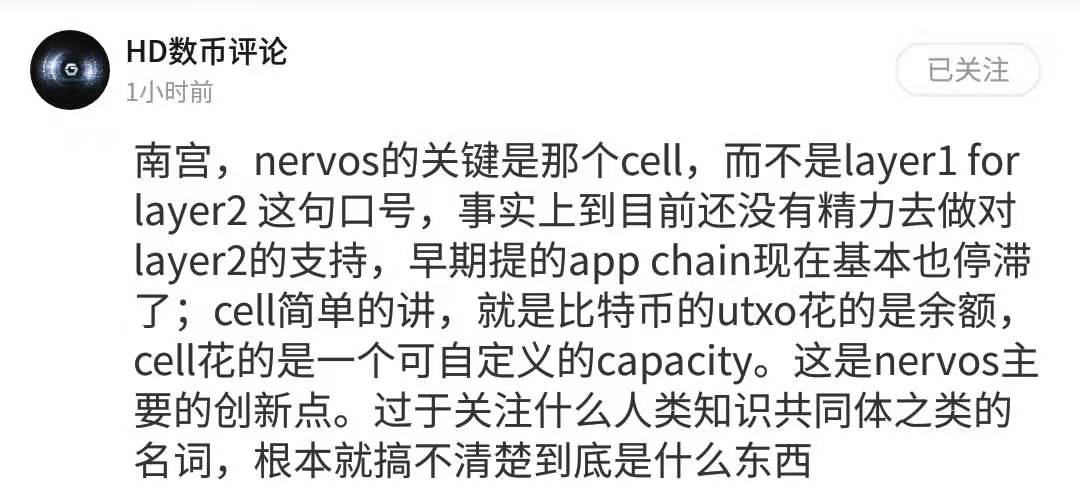 HD数币评论
1小时前
已关注
南宫，nervos的关键是那个cell，而不是layer1 for
layer2 这句口号，事实上到目前还没有精力去做对
layer2的支持，早期提的app chain现在基本也停滞
了；cell简单的讲，就是比特币的utxo花的是余额，
cell花的是一个可自定义的capacity。这是nervos主
要的创新点。过于关注什么人类知识共同体之类的
名词，根本就搞不清楚到底是什么东西